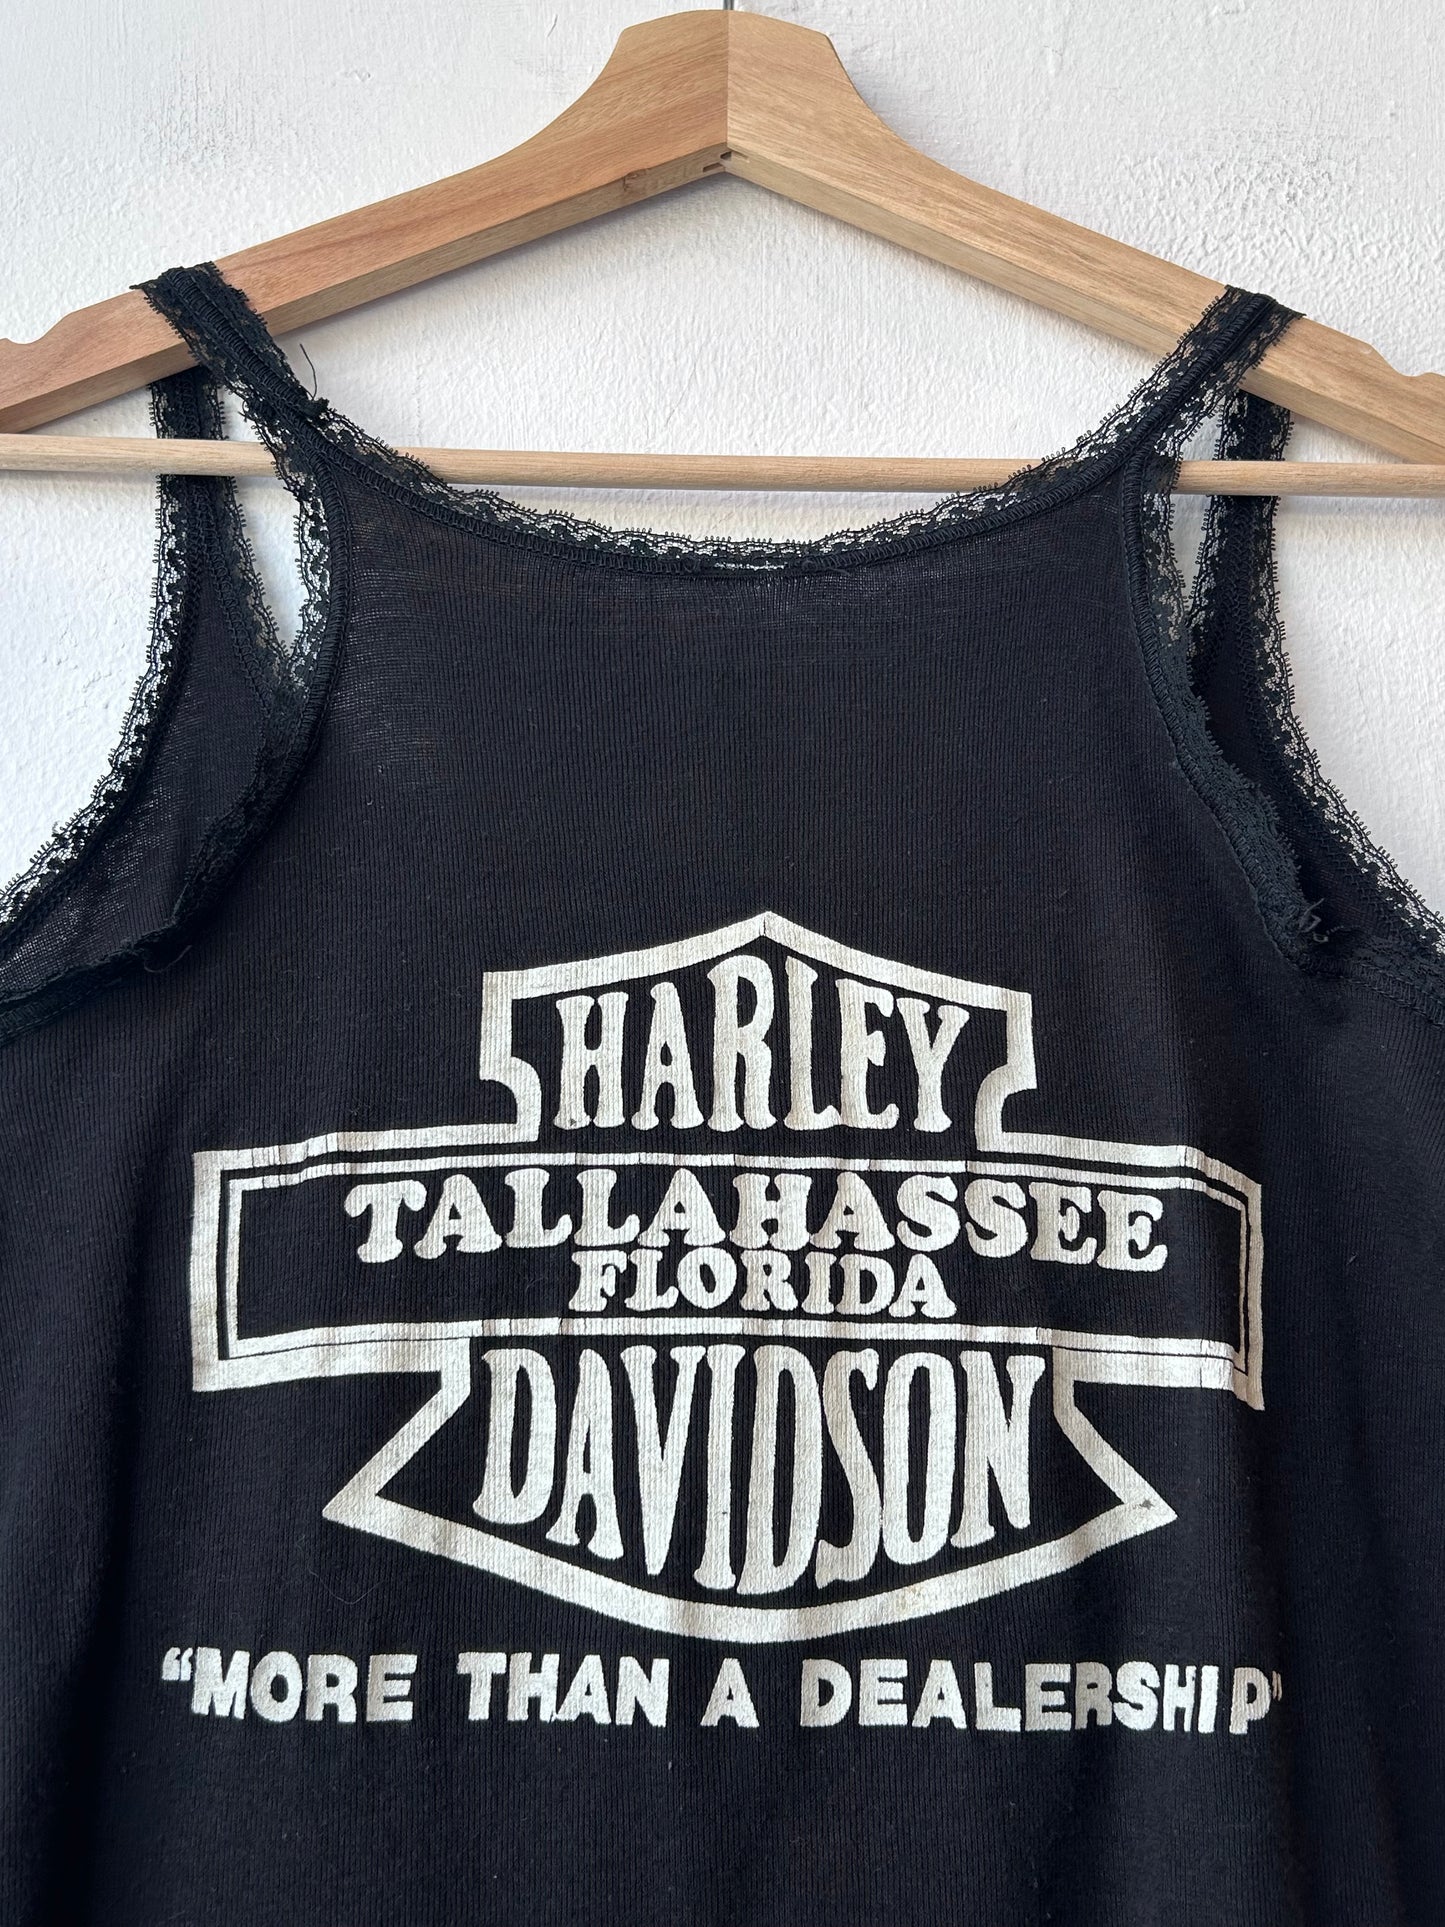 HARLEY
TALLAHASSEE
FLORIDA
DAVIDSON
“MORE THAN A DEALERSHIP”